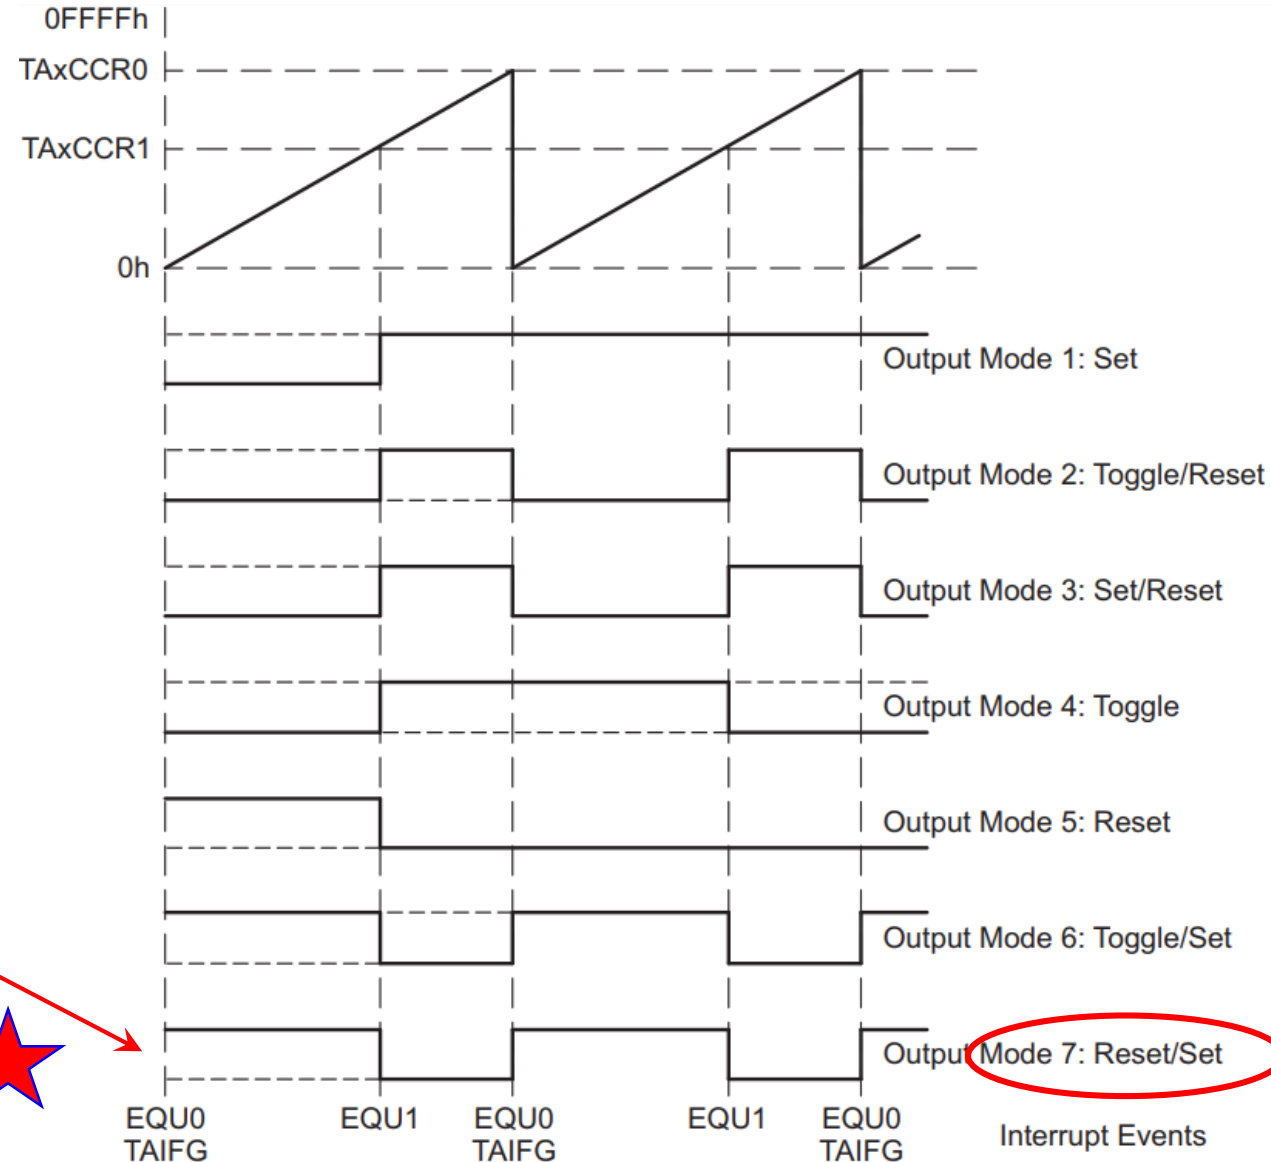 0FFFFh
TAxCCR0
TAxCCR1
0h
Output Mode 1: Set
Output Mode 2: Toggle/Reset
Output Mode 3: Set/Reset
Output Mode 4: Toggle
Output Mode 5: Reset
Output Mode 6: Toggle/Set
Output Mode 7: Reset/Set
EQU0 EQU1 EQU0 EQU1 EQU0
TAIFG TAIFG TAIFG
Interrupt Events